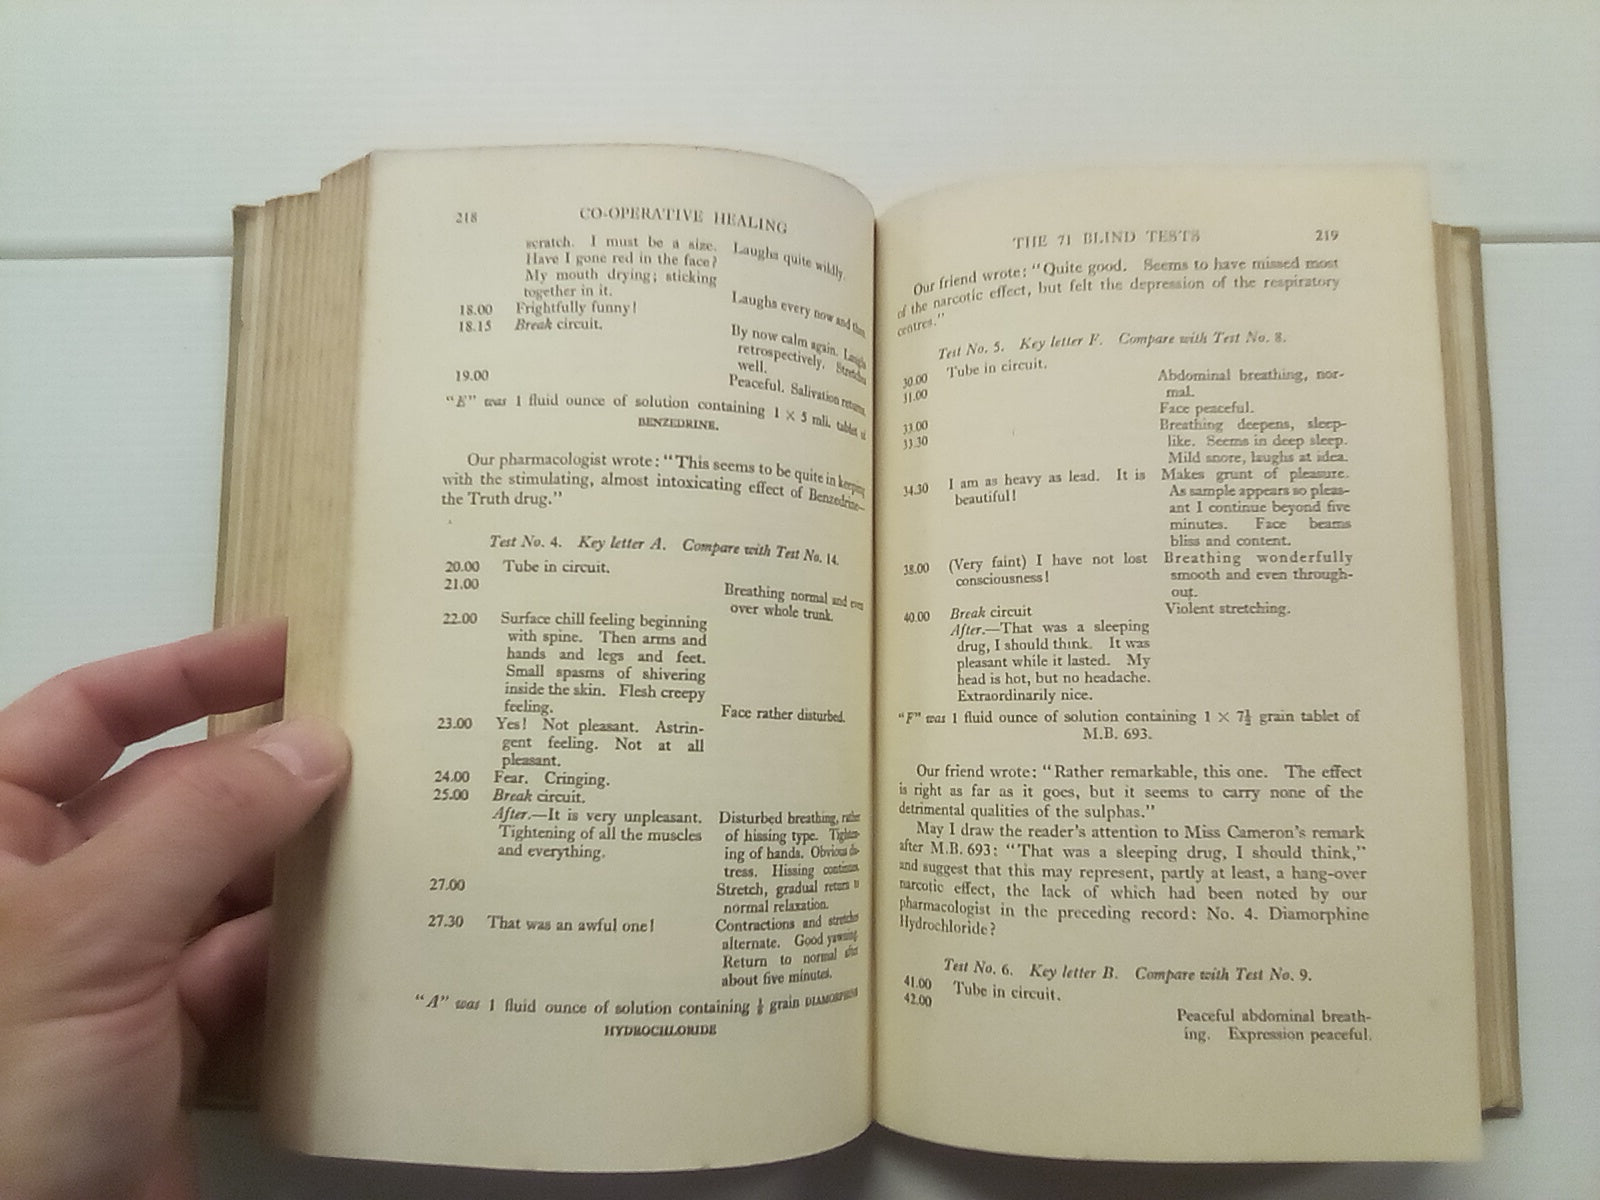 218 CO-OPERATIVE HEALING
scratch. I must be a size.
Have I gone red in the face?
My mouth drying; sticking
together in it.
Laughs quite wildly.
18.00 Frightfully funny!
Laughs every now and then.
18.15 Break circuit.
By now calm again. Laughs
retrospectively. Stretches
well.
19.00
Peaceful. Salivation returns.
"E" was 1 fluid ounce of solution containing 1 × 5 mli. tablet of
BENZEDRINE.
Our pharmacologist wrote: "This seems to be quite in keeping
with the stimulating, almost intoxicating effect of Benzedrine—
the Truth drug."
Test No. 4. Key letter A. Compare with Test No. 14.
20.00 Tube in circuit.
21.00
Breathing normal and even
over whole trunk.
22.00 Surface chill feeling beginning
with spine. Then arms and
hands and legs and feet.
Small spasms of shivering
inside the skin. Flesh creepy
feeling.
Face rather disturbed.
23.00 Yes! Not pleasant. Astrin-
gent feeling. Not at all
pleasant.
24.00 Fear. Cringing.
25.00 Break circuit.
After.—It is very unpleasant.
Tightening of all the muscles
and everything.
Disturbed breathing, rather
of hissing type. Tighten-
ing of hands. Obvious dis-
tress. Hissing continues.
27.00
Stretch, gradual return to
normal relaxation.
27.30 That was an awful one!
Contractions and stretches
alternate. Good yawning.
Return to normal after
about five minutes.
"A" was 1 fluid ounce of solution containing grain DIAMORPHINE
HYDROCHLORIDE
THE 71 BLIND TESTS 219
Our friend wrote: "Quite good. Seems to have missed most
of the narcotic effect, but felt the depression of the respiratory
centres."
Test No. 5. Key letter F. Compare with Test No. 8.
30.00 Tube in circuit.
31.00
Abdominal breathing, nor-
mal.
Face peaceful.
33.00
Breathing deepens, sleep-
33.30
like. Seems in deep sleep.
Mild snore, laughs at idea.
34.30 I am as heavy as lead. It is
beautiful!
Makes grunt of pleasure.
As sample appears so pleas-
ant I continue beyond five
minutes. Face beams
bliss and content.
38.00 (Very faint) I have not lost
consciousness!
Breathing wonderfully
smooth and even through-
out.
40.00 Break circuit
Violent stretching.
After.—That was a sleeping
drug, I should think. It was
pleasant while it lasted. My
head is hot, but no headache.
Extraordinarily nice.
"F" was 1 fluid ounce of solution containing 1 × 7½ grain tablet of
M.B. 693.
Our friend wrote: "Rather remarkable, this one. The effect
is right as far as it goes, but it seems to carry none of the
detrimental qualities of the sulphas."
May I draw the reader's attention to Miss Cameron's remark
after M.B. 693: "That was a sleeping drug, I should think,"
and suggest that this may represent, partly at least, a hang-over
narcotic effect, the lack of which had been noted by our
pharmacologist in the preceding record: No. 4. Diamorphine
Hydrochloride?
Test No. 6. Key letter B. Compare with Test No. 9.
41.00 Tube in circuit.
42.00
Peaceful abdominal breath-
ing. Expression peaceful.